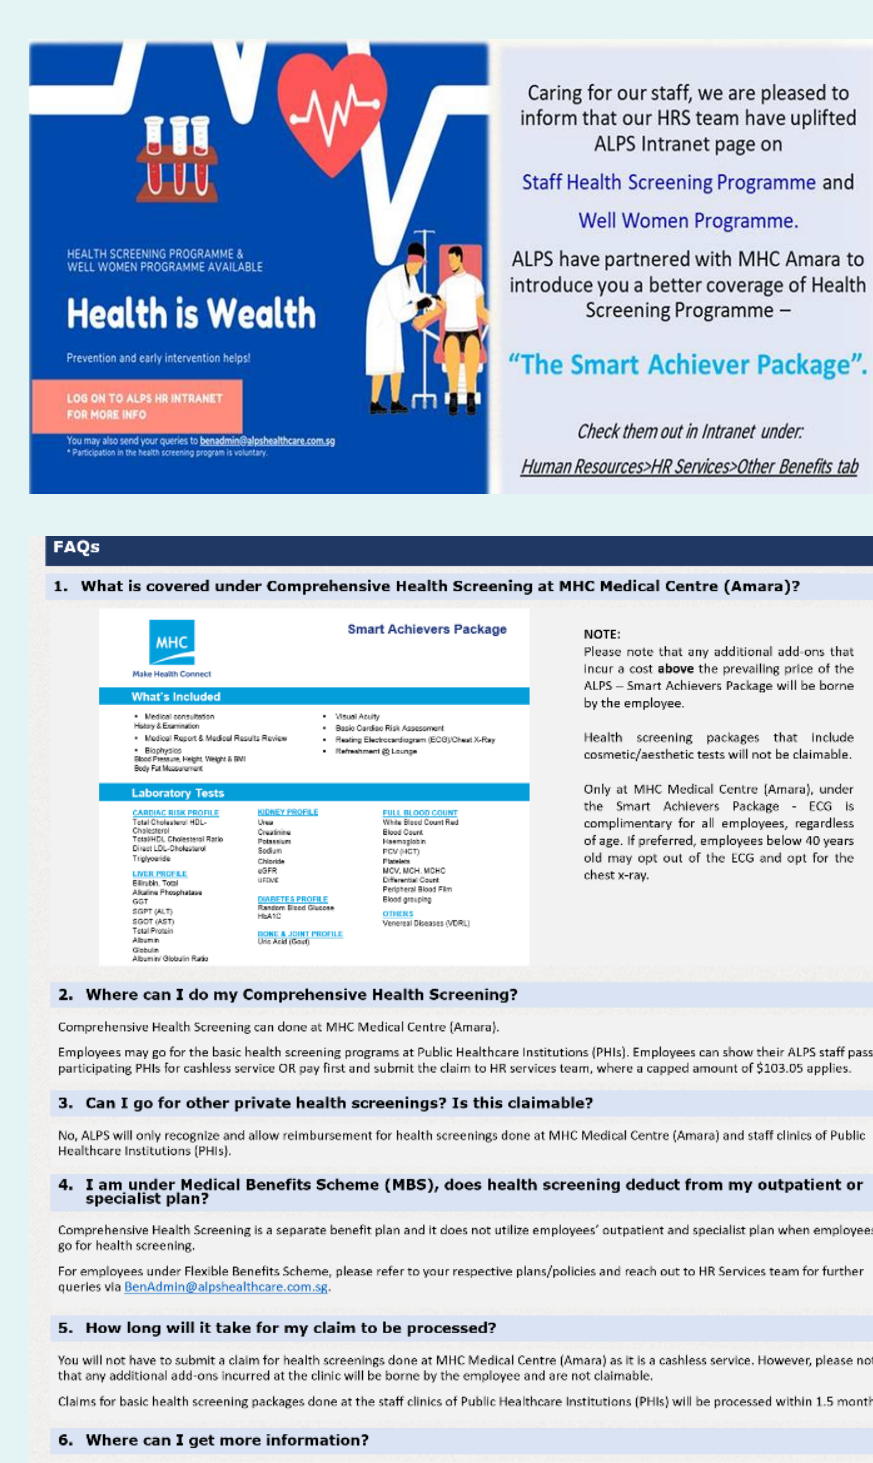 HEALTH SCREENING PROGRAMME &
WELL WOMEN PROGRAMME AVAILABLE
Health is Wealth
Prevention and early intervention helps!
LOG ON TO ALPS HR INTRANET
FOR MORE INFO
You may also send your queries to benadmin@alpshealthcare.com.sg
* Participation in the health screening program is voluntary.
Caring for our staff, we are pleased to
inform that our HRS team have uplifted
ALPS Intranet page on
Staff Health Screening Programme and
Well Women Programme.
ALPS have partnered with MHC Amara to
introduce you a better coverage of Health
Screening Programme –
“The Smart Achiever Package”.
Check them out in Intranet under:
Human Resources>HR Services>Other Benefits tab
FAQs
1. What is covered under Comprehensive Health Screening at MHC Medical Centre (Amara)?
MHC
Make Health Connect
Smart Achievers Package
What's Included
• Medical consultation
History & Examination
• Medical Report & Medical Results Review
• Biophysics
Blood Pressure, Height, Weight & BMI
Body Fat Measurement
• Visual Acuity
• Basic Cardiac Risk Assessment
• Resting Electrocardiogram (ECG)/Chest X-Ray
• Refreshment @ Lounge
Laboratory Tests
CARDIAC RISK PROFILE
Total Cholesterol HDL-
Cholesterol
Total/HDL Cholesterol Ratio
Direct LDL-Cholesterol
Triglyceride
LIVER PROFILE
Bilirubin, Total
Alkaline Phosphatase
GGT
SGPT (ALT)
SGOT (AST)
Total Protein
Albumin
Globulin
Albumin/ Globulin Ratio
KIDNEY PROFILE
Urea
Creatinine
Potassium
Sodium
Chloride
eGFR
UFEME
DIABETES PROFILE
Random Blood Glucose
HbA1C
BONE & JOINT PROFILE
Uric Acid (Gout)
FULL BLOOD COUNT
White Blood Count Red
Blood Count
Haemoglobin
PCV (HCT)
Platelets
MCV, MCH, MCHC
Differential Count
Peripheral Blood Film
Blood grouping
OTHERS
Venereal Diseases (VDRL)
NOTE:
Please note that any additional add-ons that
incur a cost above the prevailing price of the
ALPS – Smart Achievers Package will be borne
by the employee.
Health screening packages that include
cosmetic/aesthetic tests will not be claimable.
Only at MHC Medical Centre (Amara), under
the Smart Achievers Package - ECG is
complimentary for all employees, regardless
of age. If preferred, employees below 40 years
old may opt out of the ECG and opt for the
chest x-ray.
2. Where can I do my Comprehensive Health Screening?
Comprehensive Health Screening can done at MHC Medical Centre (Amara).
Employees may go for the basic health screening programs at Public Healthcare Institutions (PHIs). Employees can show their ALPS staff pass
participating PHIs for cashless service OR pay first and submit the claim to HR services team, where a capped amount of $103.05 applies.
3. Can I go for other private health screenings? Is this claimable?
No, ALPS will only recognize and allow reimbursement for health screenings done at MHC Medical Centre (Amara) and staff clinics of Public
Healthcare Institutions (PHIs).
4. I am under Medical Benefits Scheme (MBS), does health screening deduct from my outpatient or
specialist plan?
Comprehensive Health Screening is a separate benefit plan and it does not utilize employees’ outpatient and specialist plan when employees
go for health screening.
For employees under Flexible Benefits Scheme, please refer to your respective plans/policies and reach out to HR Services team for further
queries via BenAdmin@alpshealthcare.com.sg.
5. How long will it take for my claim to be processed?
You will not have to submit a claim for health screenings done at MHC Medical Centre (Amara) as it is a cashless service. However, please not
that any additional add-ons incurred at the clinic will be borne by the employee and are not claimable.
Claims for basic health screening packages done at the staff clinics of Public Healthcare Institutions (PHIs) will be processed within 1.5 month
6. Where can I get more information?